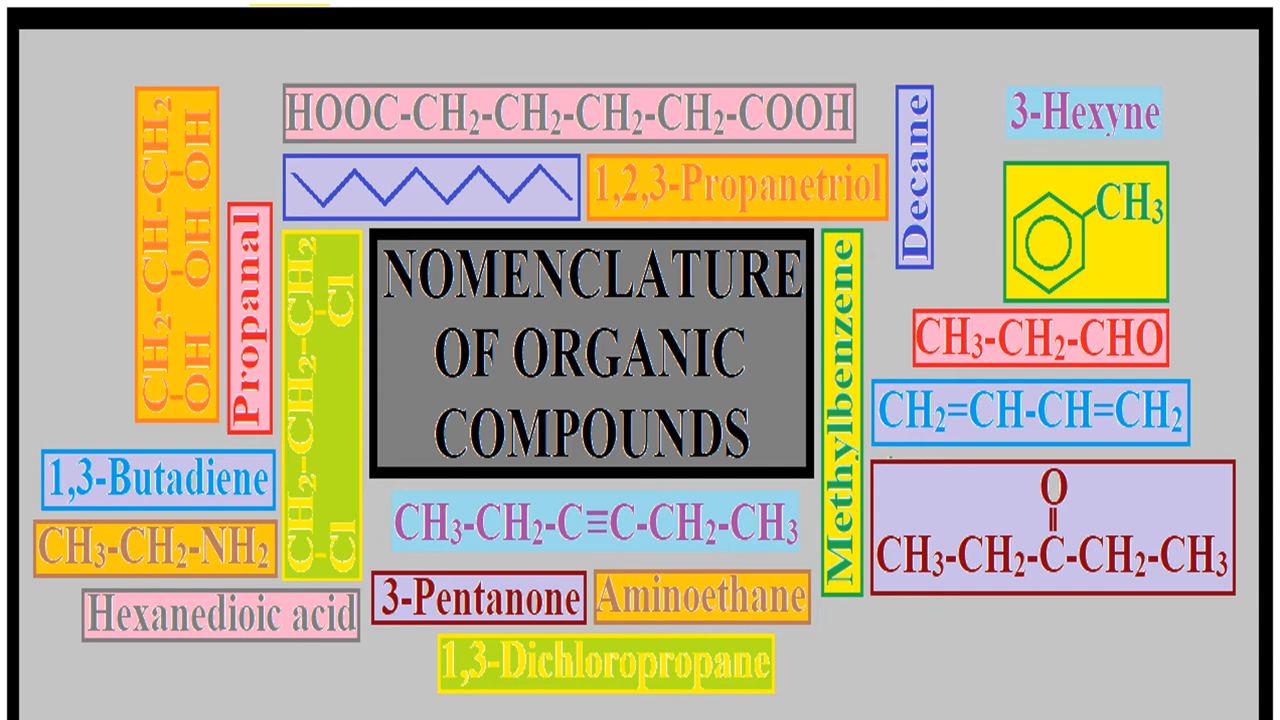 HOOC-CH₂-CH₂-CH₂-CH₂-COOH
3-Hexyne
Decane
CH₂-CH-CH-CH₂
OH OH OH OH
1,2,3-Propanetriol
CH₃
Propanal
CH₂-CH₂-CH₂
Cl Cl
NOMENCLATURE
OF ORGANIC
COMPOUNDS
Methylbenzene
CH₃-CH₂-CHO
CH₂=CH-CH=CH₂
1,3-Butadiene
O
CH₃-CH₂-C-CH₂-CH₃
CH₃-CH₂-C≡C-CH₂-CH₃
CH₃-CH₂-NH₂
3-Pentanone
Aminoethane
Hexanedioic acid
1,3-Dichloropropane